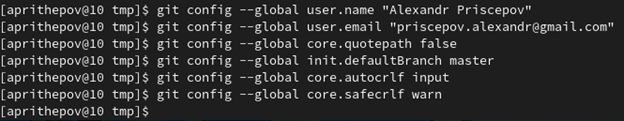 [aprithepov@10 tmp]$ git config --global user.name "Alexandr Priscepov"
[aprithepov@10 tmp]$ git config --global user.email "priscepov.alexandr@gmail.com"
[aprithepov@10 tmp]$ git config --global core.quotepath false
[aprithepov@10 tmp]$ git config --global init.defaultBranch master
[aprithepov@10 tmp]$ git config --global core.autocrlf input
[aprithepov@10 tmp]$ git config --global core.safecrlf warn
[aprithepov@10 tmp]$